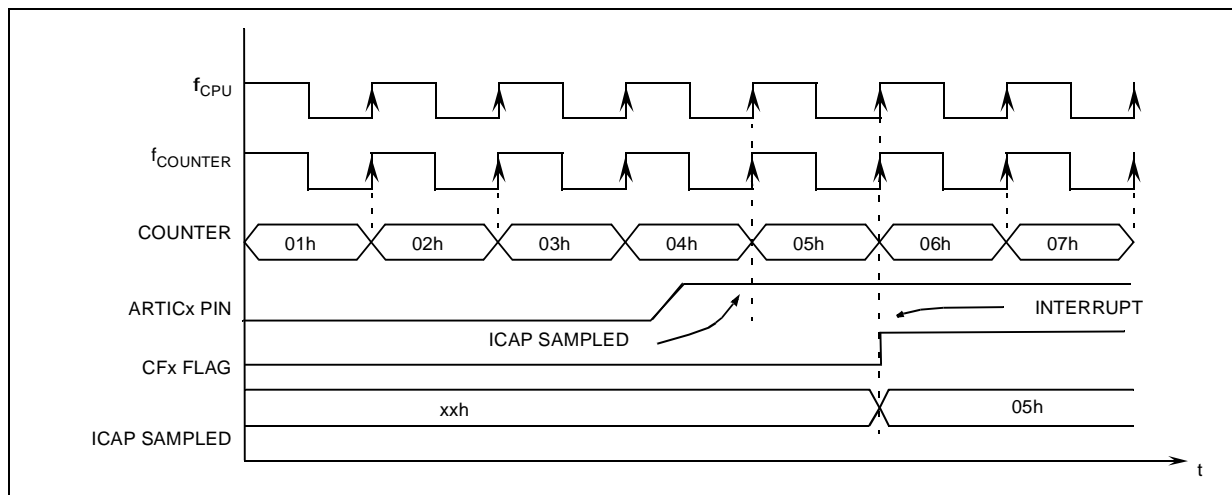 fCPU
fCOUNTER
COUNTER
01h 02h 03h 04h 05h 06h 07h
ARTICx PIN
ICAP SAMPLED
INTERRUPT
CFx FLAG
xxh 05h
ICAP SAMPLED
t